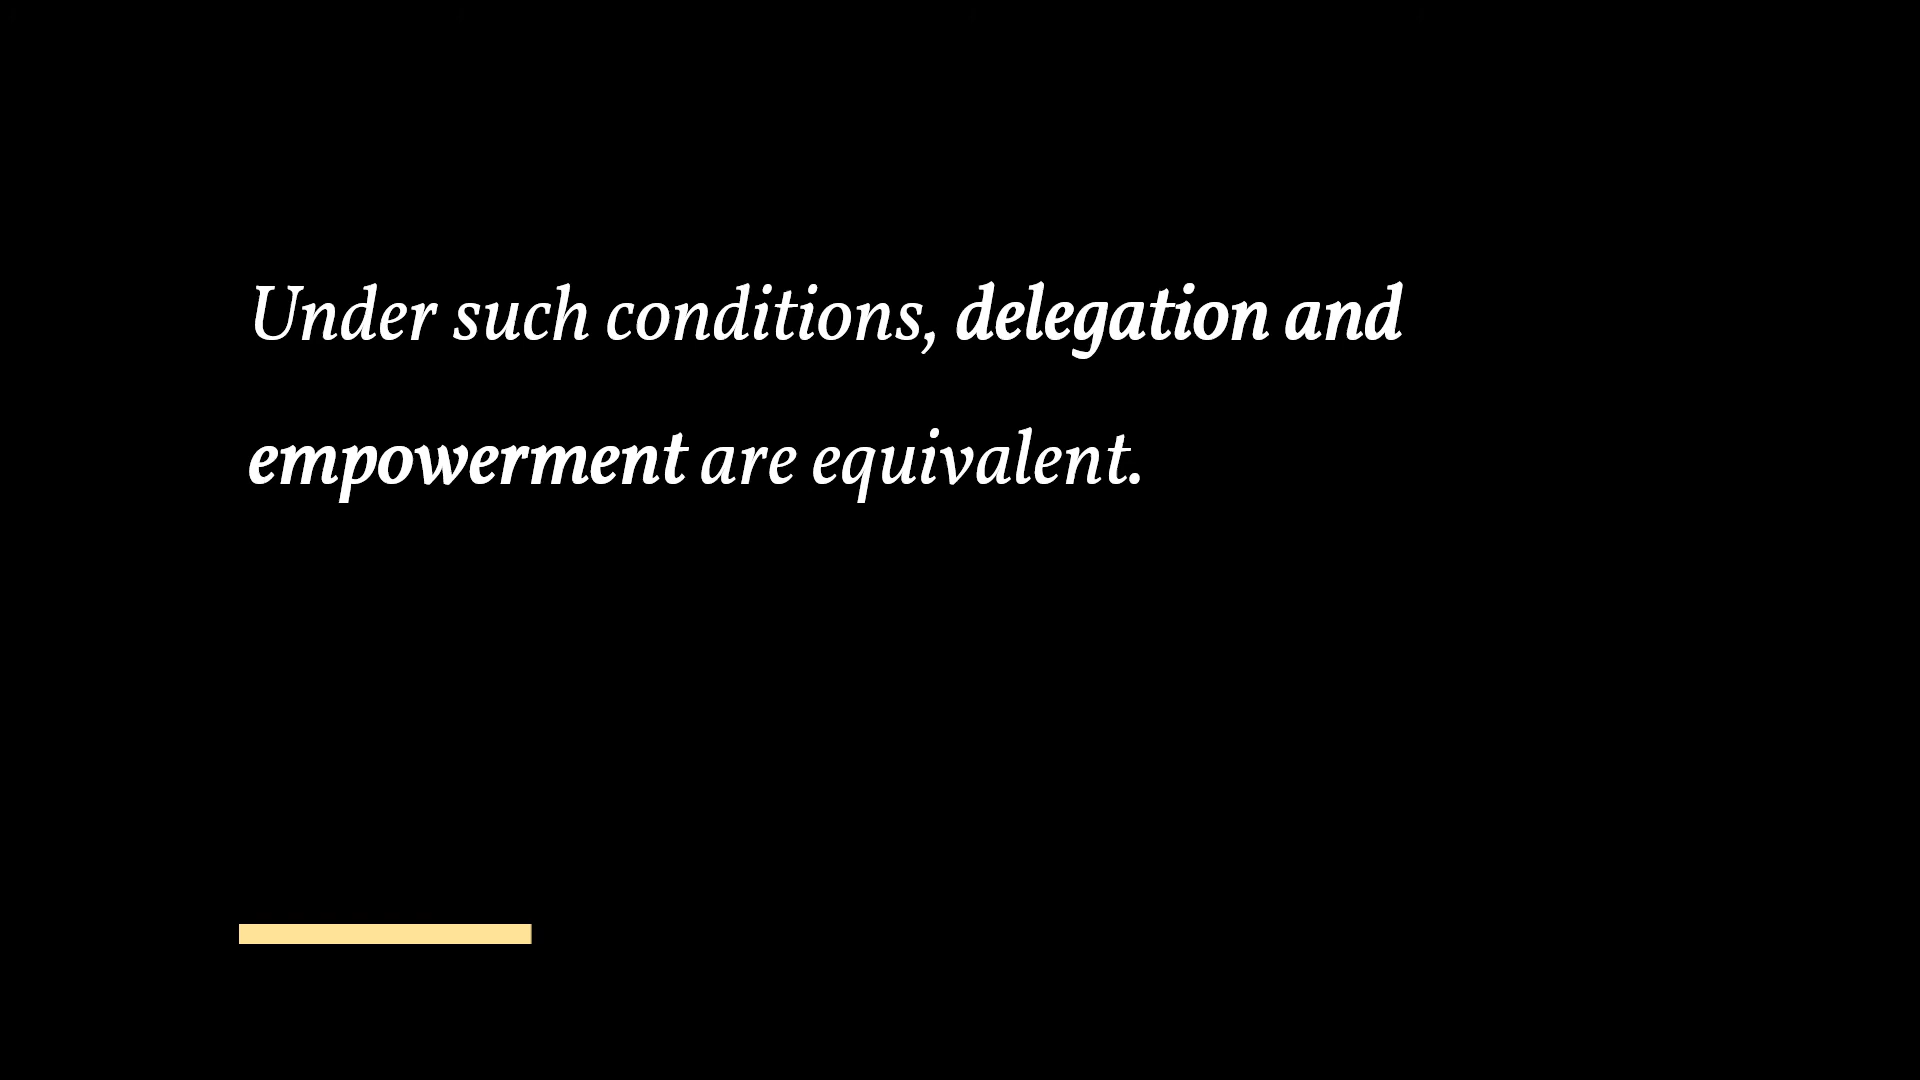 Under such conditions, delegation and
empowerment are equivalent.